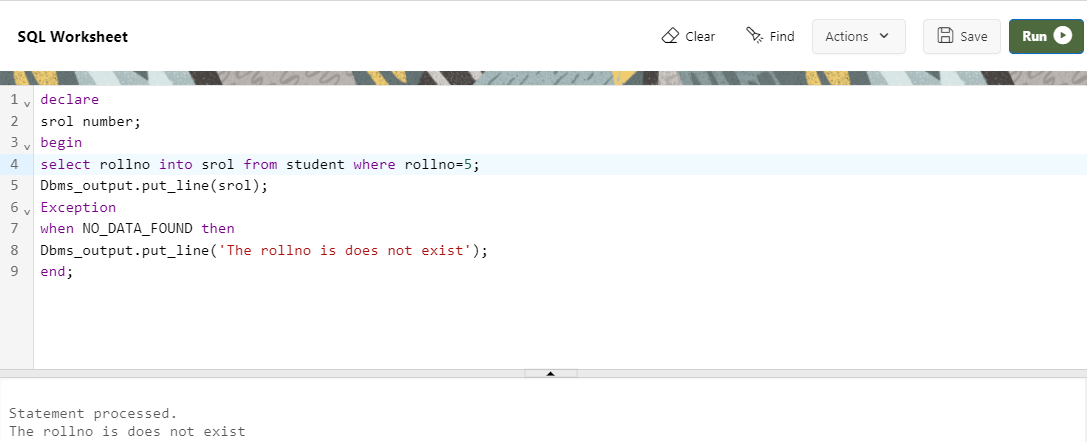 SQL Worksheet
Clear
Find
Actions
Save
Run
1 declare
2 srol number;
3 begin
4 select rollno into srol from student where rollno=5;
5 Dbms_output.put_line(srol);
6 Exception
7 when NO_DATA_FOUND then
8 Dbms_output.put_line('The rollno is does not exist');
9 end;
Statement processed.
The rollno is does not exist